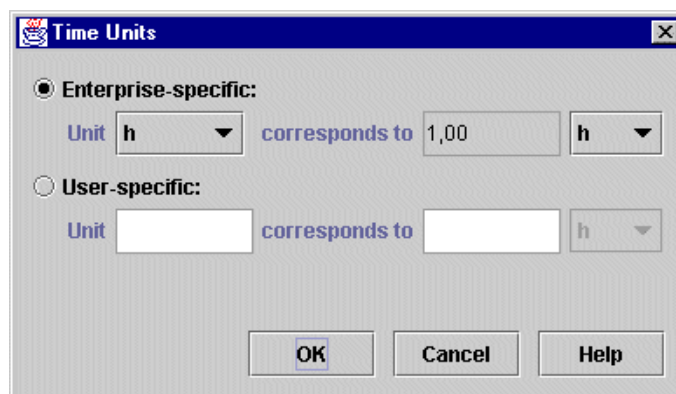 Time Units
Enterprise-specific:
Unit h corresponds to 1,00 h
User-specific:
Unit corresponds to h
OK Cancel Help